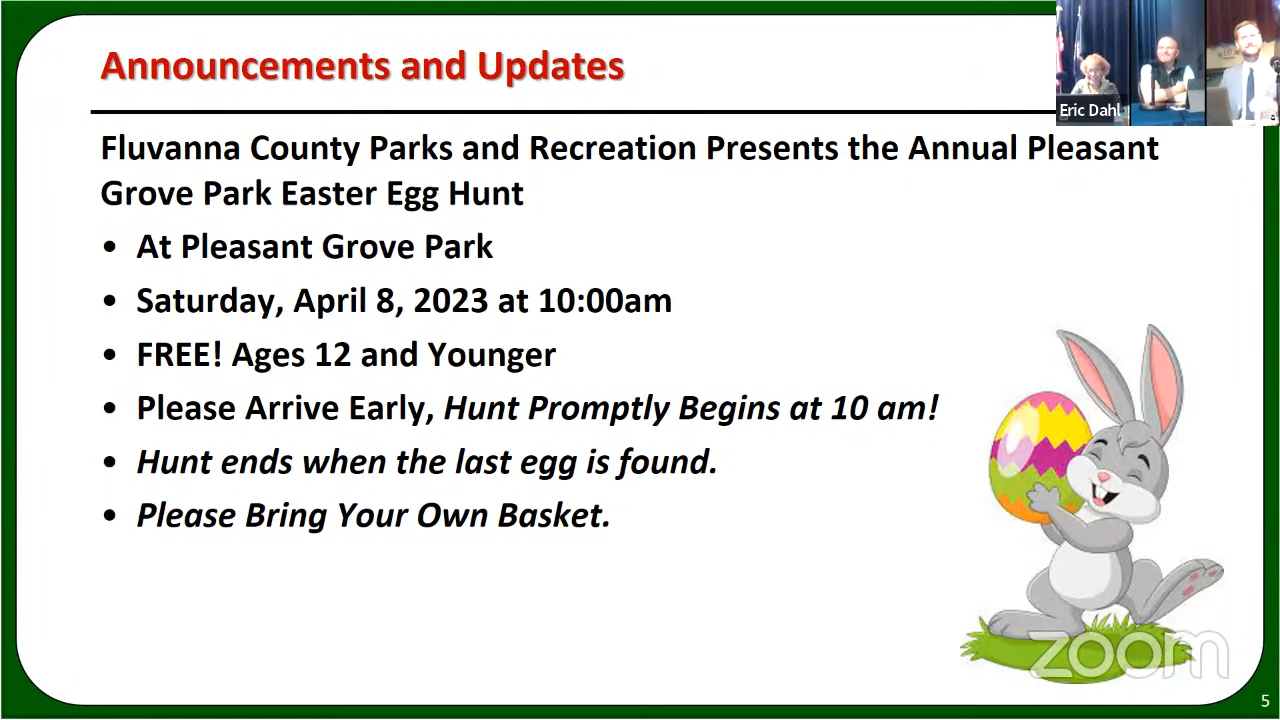 Announcements and Updates
Eric Dahl
Fluvanna County Parks and Recreation Presents the Annual Pleasant
Grove Park Easter Egg Hunt
• At Pleasant Grove Park
• Saturday, April 8, 2023 at 10:00am
• FREE! Ages 12 and Younger
• Please Arrive Early, Hunt Promptly Begins at 10 am!
• Hunt ends when the last egg is found.
• Please Bring Your Own Basket.
zoom
5